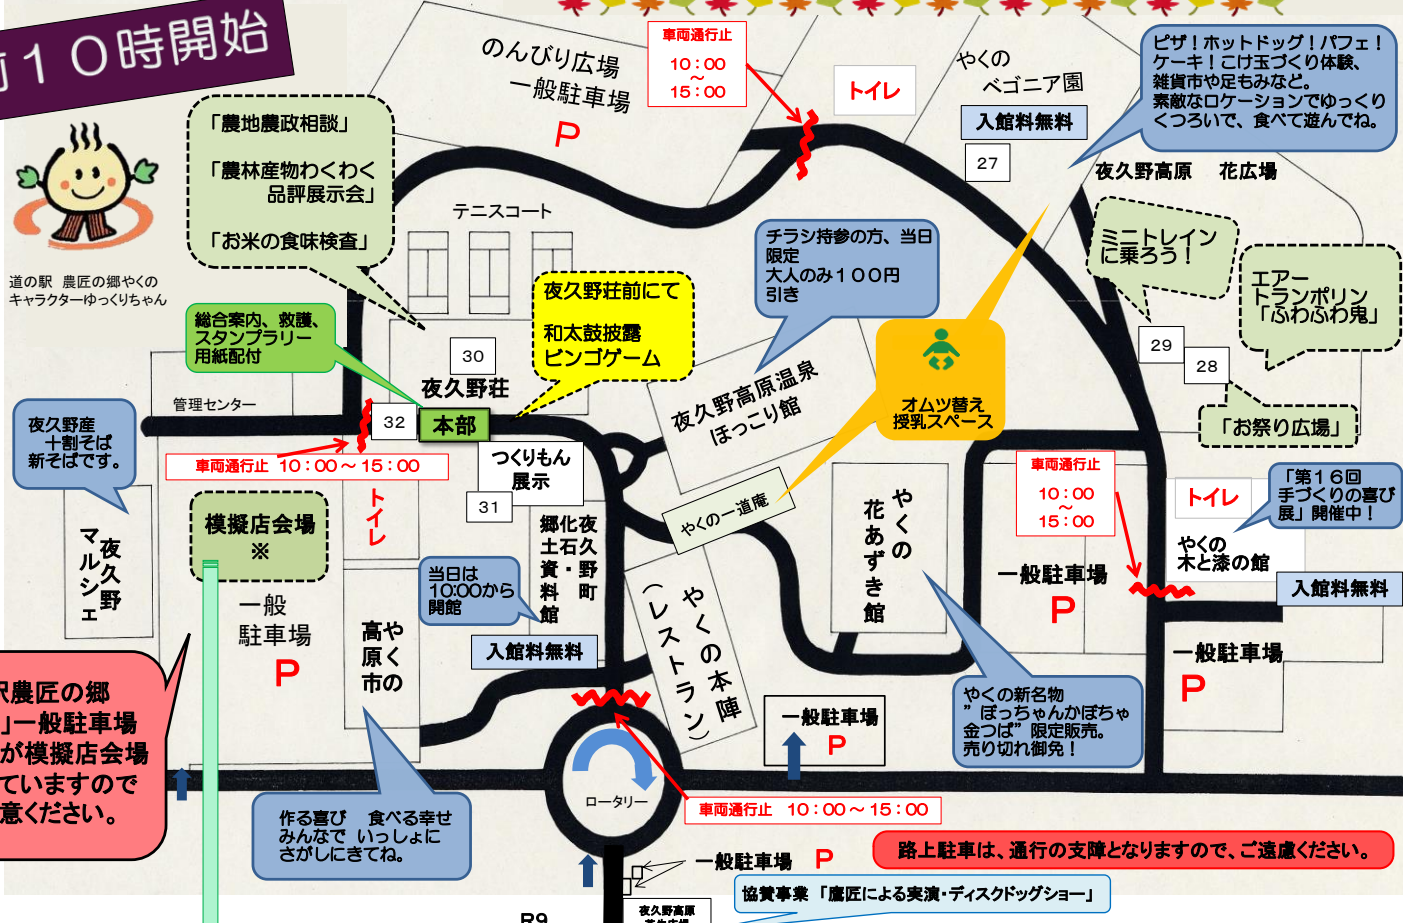 前１０時開始
「農地農政相談」
「農林産物わくわく
品評展示会」
「お米の食味検査」
道の駅 農匠の郷やくの
キャラクターゆっくりちゃん
のんびり広場
一般駐車場
P
車両通行止
10：00
～
15：00
トイレ
やくの
ベゴニア園
入館料無料
27
ピザ！ホットドッグ！パフェ！
ケーキ！こけ玉づくり体験、
雑貨市や足もみなど。
素敵なロケーションでゆっくり
くつろいで、食べて遊んでね。
夜久野高原 花広場
テニスコート
総合案内、救護、
スタンプラリー
用紙配付
夜久野荘前にて
和太鼓披露
ビンゴゲーム
チラシ持参の方、当日
限定
大人のみ１００円
引き
ミニトレイン
に乗ろう！
エアー
トランポリン
「ふわふわ鬼」
29
28
「お祭り広場」
30
夜久野荘
夜久野高原温泉
ほっこり館
オムツ替え
授乳スペース
管理センター
32
本部
車両通行止 10：00～15：00
つくりもん
展示
31
夜久野産
十割そば
新そばです。
夜久野
マルシェ
模擬店会場
※
トイレ
一般
駐車場
P
やくの
高原市
当日は
10:00から
開館
夜久野町
化石・
郷土資料館
入館料無料
やくの一道庵
やくの本陣
（レストラン）
やくの
花あずき館
車両通行止
10：00
～
15：00
一般駐車場
P
トイレ
「第１６回
手づくりの喜び
展」開催中！
やくの
木と漆の館
入館料無料
一般駐車場
P
やくの新名物
”ぼっちゃんかぼちゃ
金つば”限定販売。
売り切れ御免！
一般駐車場
P
駅農匠の郷
」一般駐車場
が模擬店会場
ていますので
意ください。
作る喜び 食べる幸せ
みんなで いっしょに
さがしにきてね。
ロータリー
車両通行止 10：00～15：00
一般駐車場 P
路上駐車は、通行の支障となりますので、ご遠慮ください。
協賛事業 「鷹匠による実演・ディスクドッグショー」
R9
夜久野高原